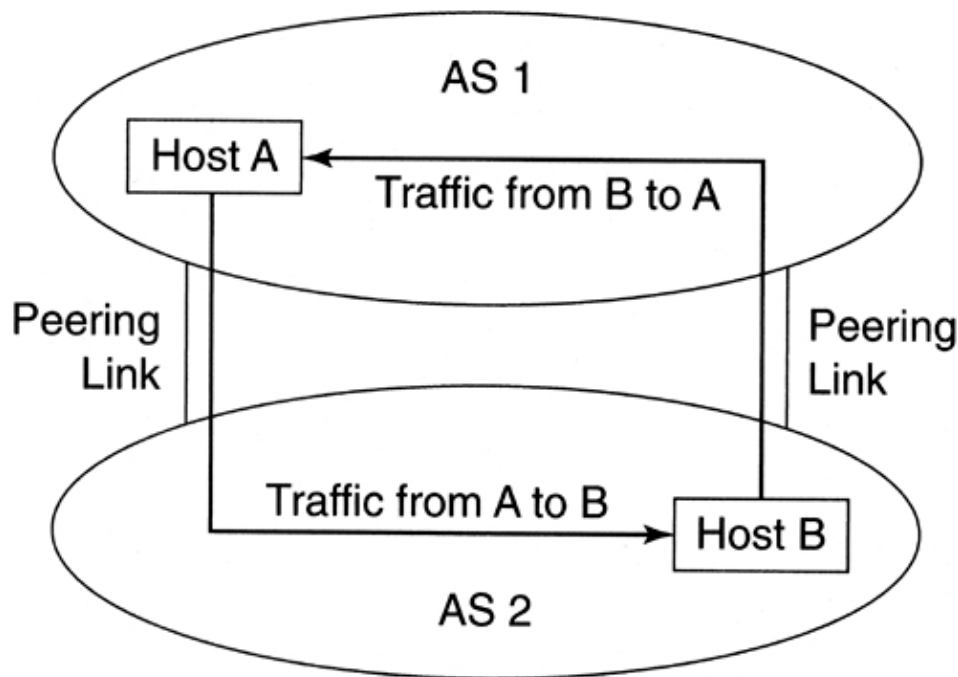 AS 1
Host A
Traffic from B to A
Peering
Link
Peering
Link
Traffic from A to B
Host B
AS 2